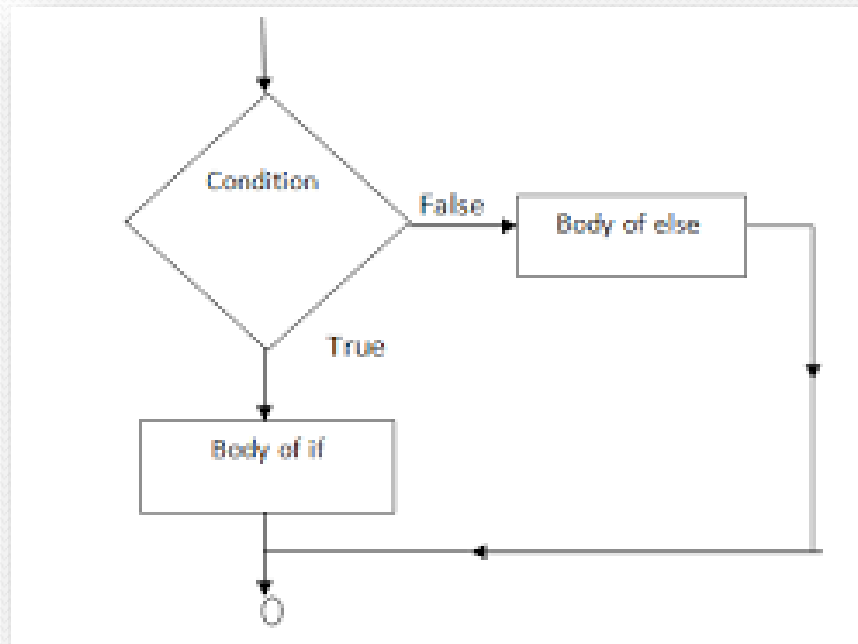 Condition
False
Body of else
True
Body of if